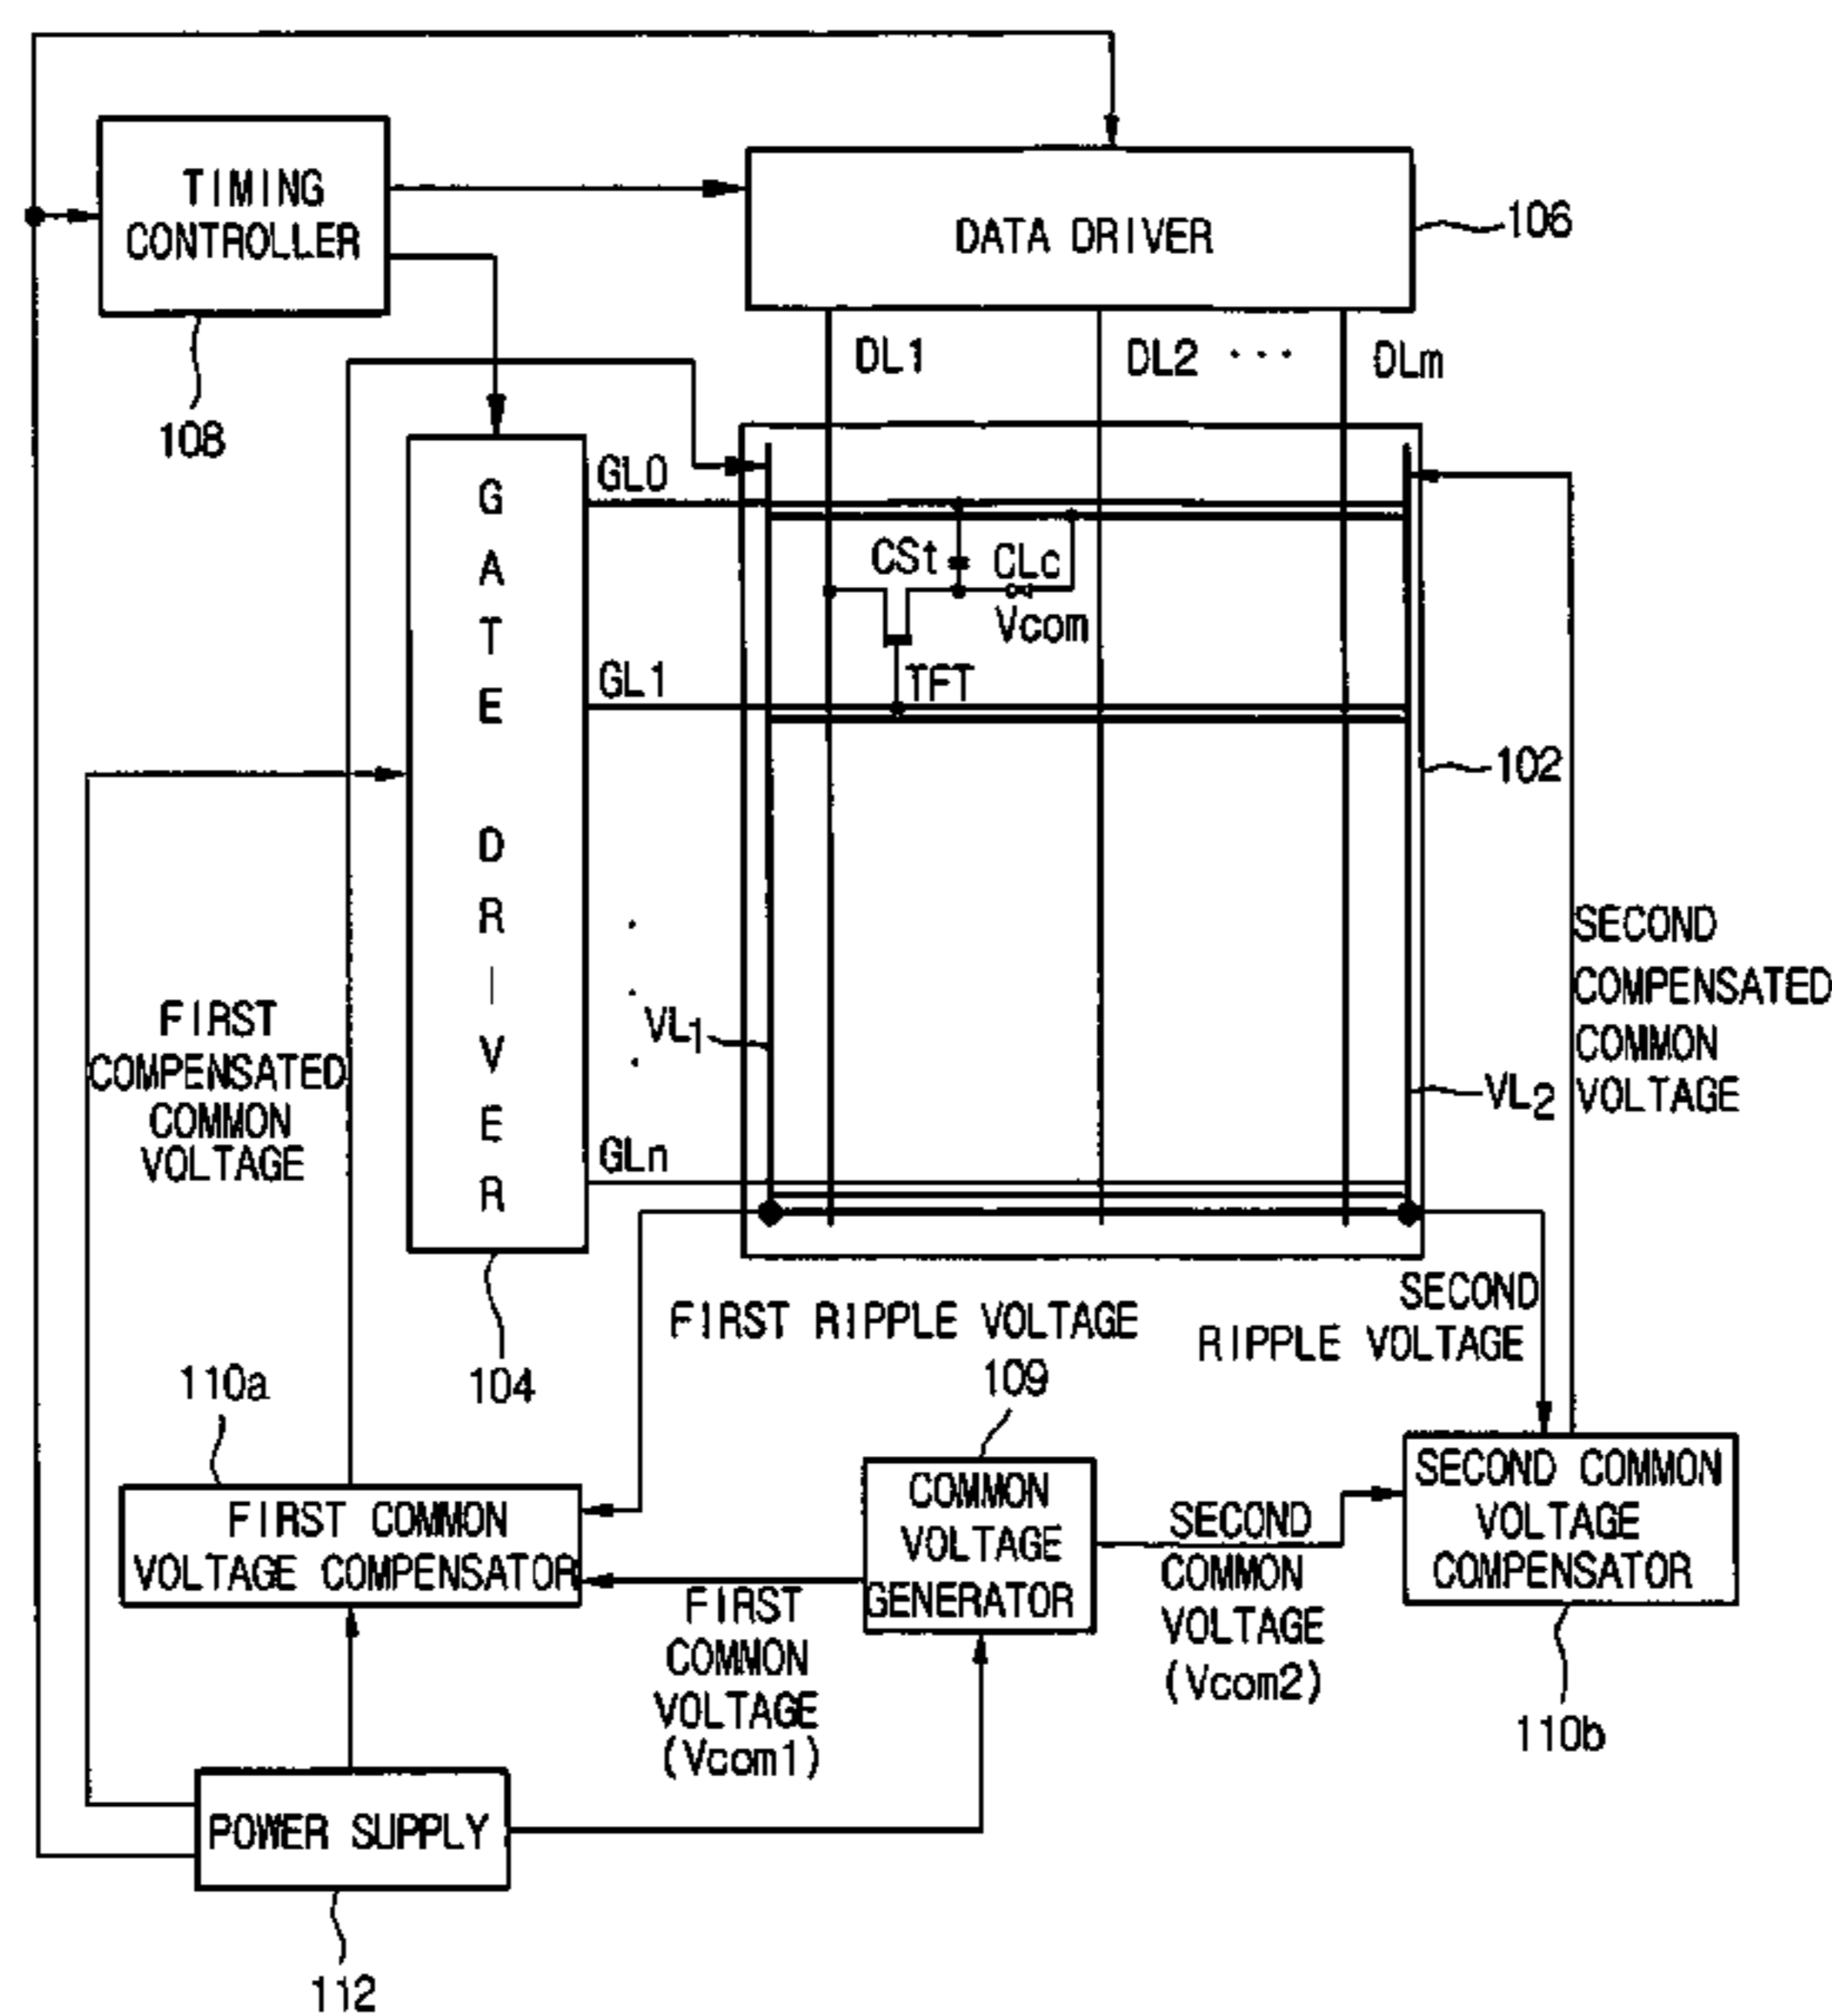 TIMING
CONTROLLER
108
DATA DRIVER
106
DL1
DL2 ···
DLm
GATE DRIVER
104
GL0
CSt
CLc
Vcom
TFT
GL1
102
VL1
VL2
GLn
FIRST
COMPENSATED
COMMON
VOLTAGE
SECOND
COMPENSATED
COMMON
VOLTAGE
FIRST RIPPLE VOLTAGE
SECOND
RIPPLE VOLTAGE
110a
FIRST COMMON
VOLTAGE COMPENSATOR
109
COMMON
VOLTAGE
GENERATOR
FIRST
COMMON
VOLTAGE
(Vcom1)
SECOND
COMMON
VOLTAGE
(Vcom2)
SECOND COMMON
VOLTAGE
COMPENSATOR
110b
POWER SUPPLY
112